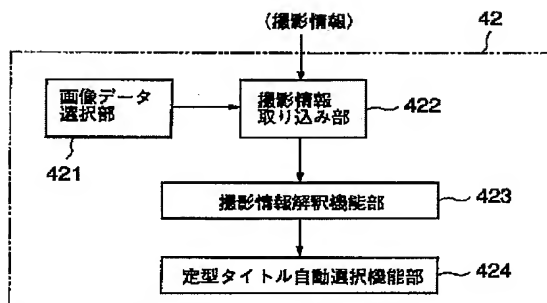 (撮影情報)
42
画像データ
選択部
421
撮影情報
取り込み部
422
撮影情報解釈機能部
423
定型タイトル自動選択機能部
424